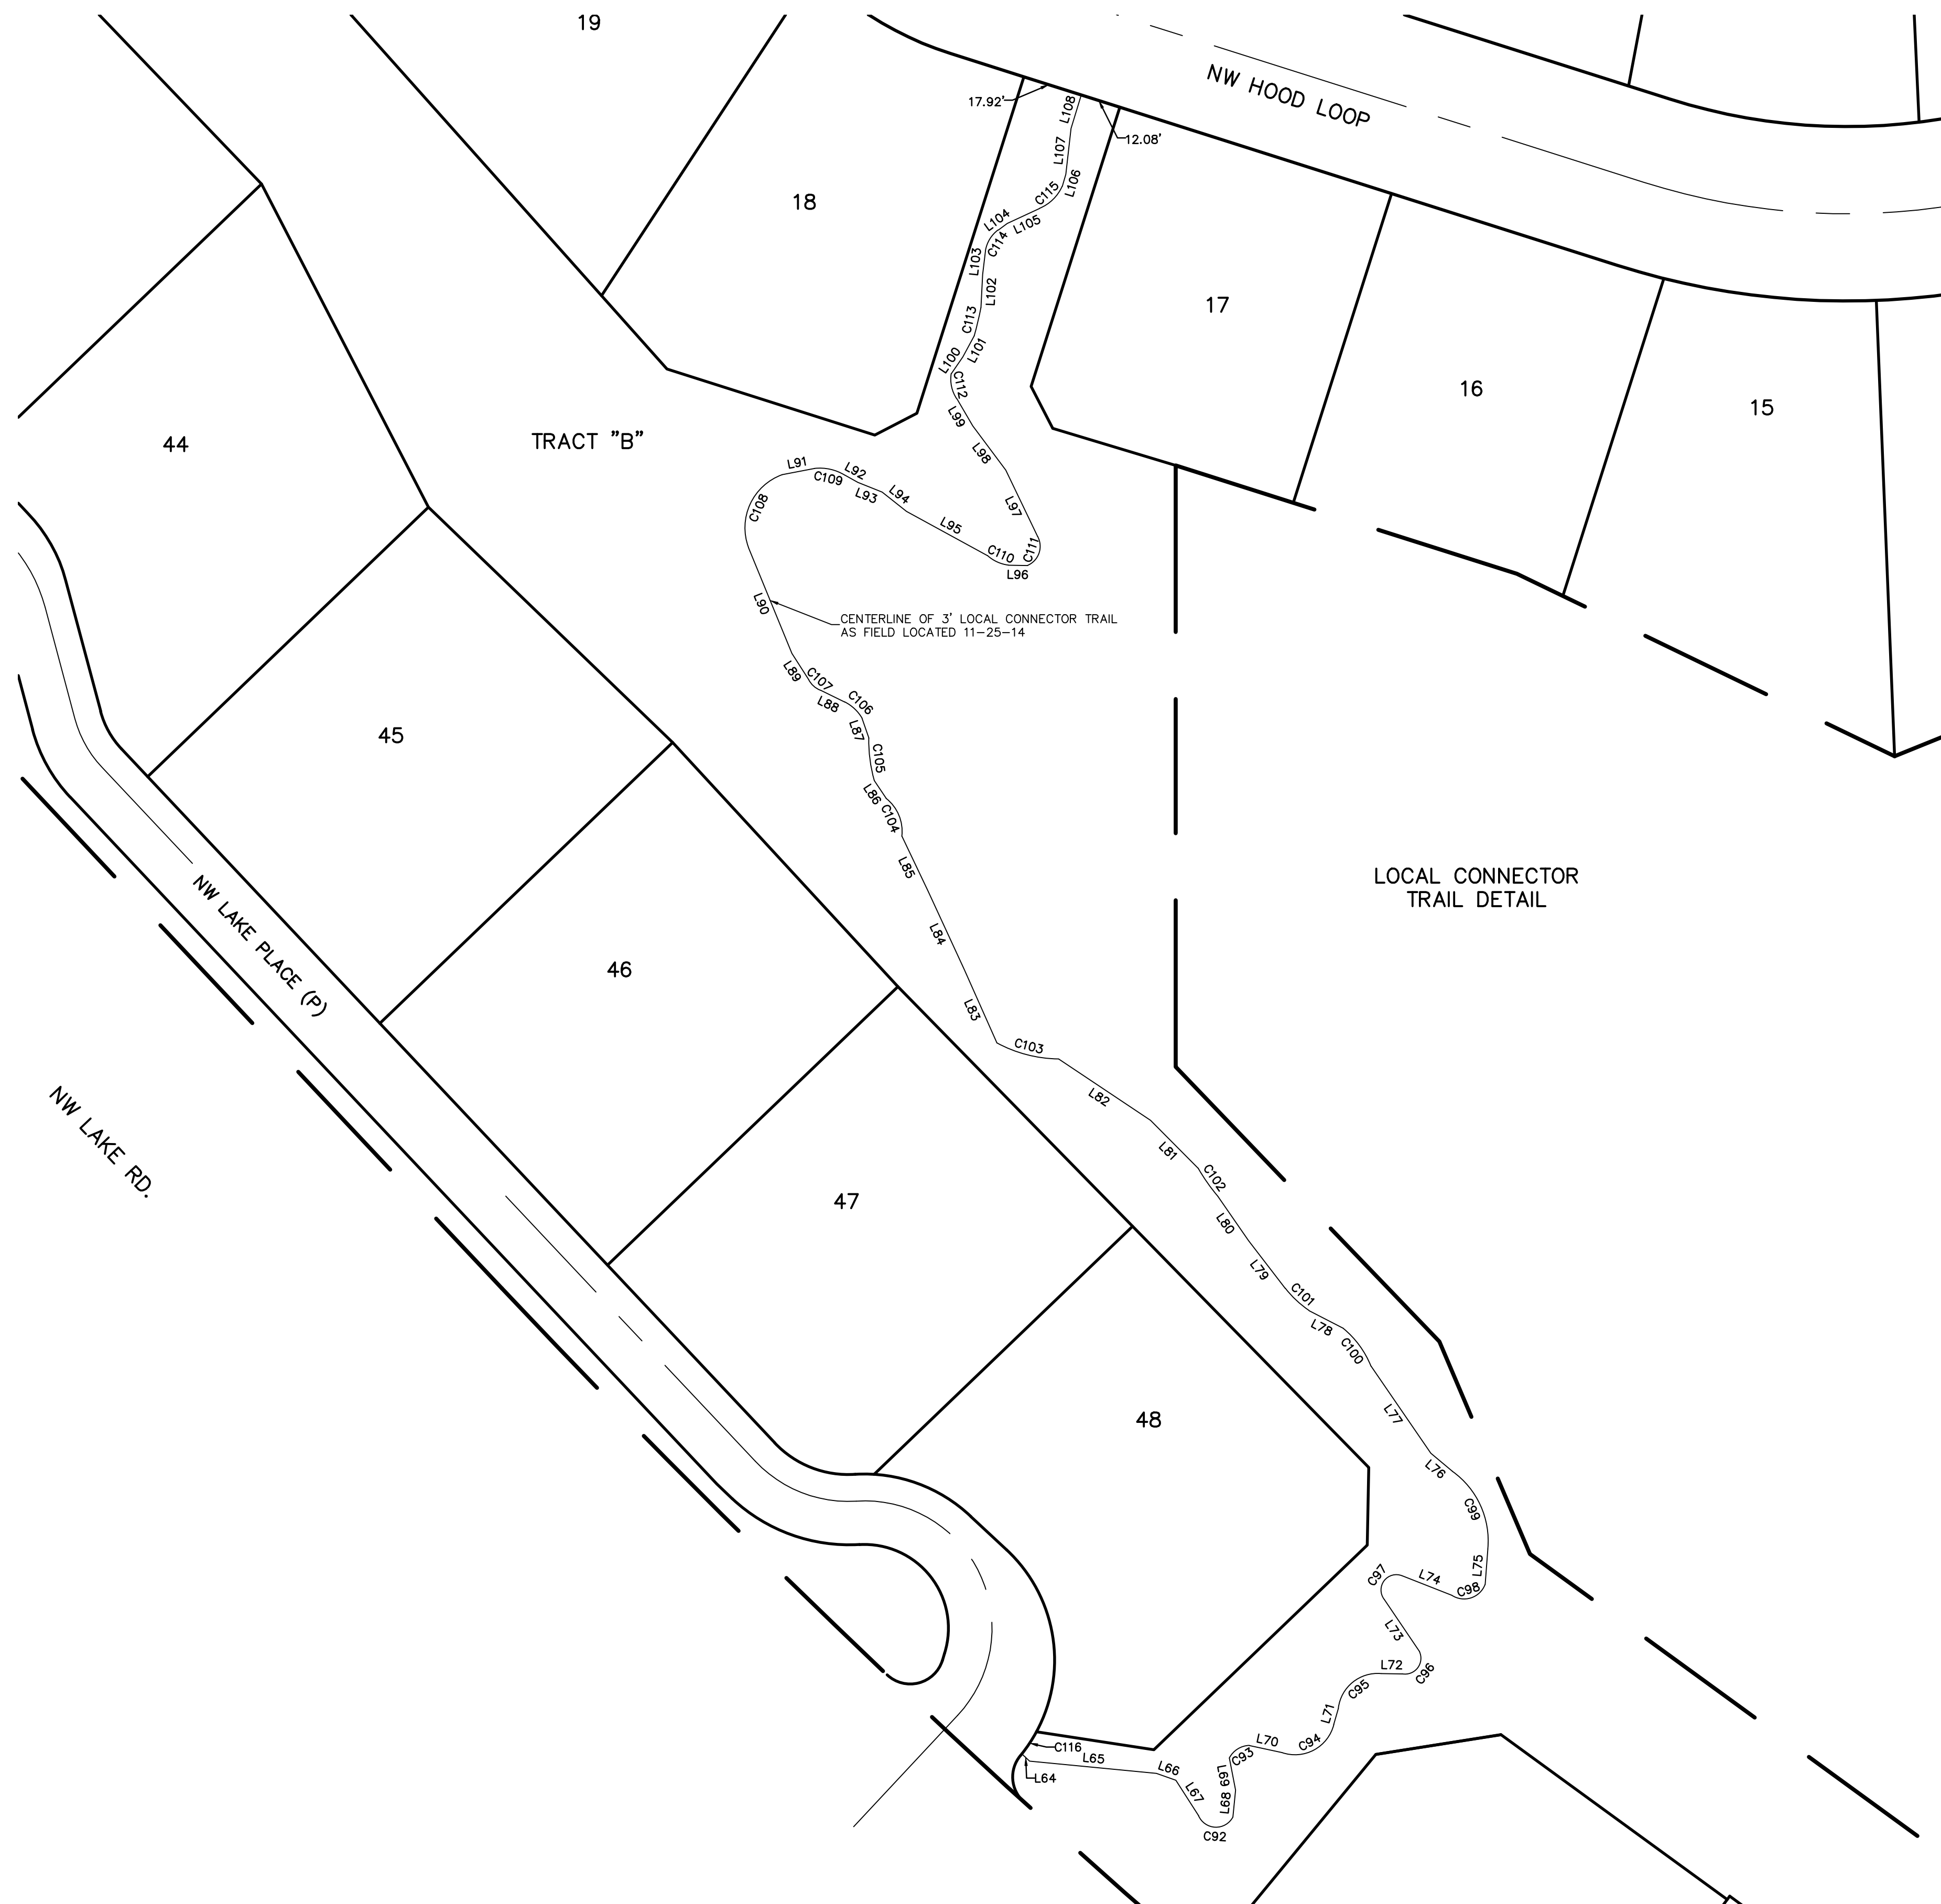 19
NW HOOD LOOP
17.92'
L108
12.08'
L107
18
L106
C115
L104
L105
C114
L103
L102
17
C113
L101
L100
C112
16
15
L99
44
TRACT "B"
L98
L91
L92
C109
L93
L94
L97
C108
L95
C111
C110
L96
L90
CENTERLINE OF 3' LOCAL CONNECTOR TRAIL
AS FIELD LOCATED 11-25-14
L89
C107
L88
C106
L87
45
C105
L86
C104
L85
LOCAL CONNECTOR
TRAIL DETAIL
NW LAKE PLACE (P)
L84
46
L83
C103
L82
NW LAKE RD.
L81
C102
47
L80
L79
C101
L78
C100
L77
48
L76
C99
L75
C97
L74
C98
L73
L72
C96
C95
L71
L70
C94
C116
C93
L65
L66
L64
L69
L67
L68
C92